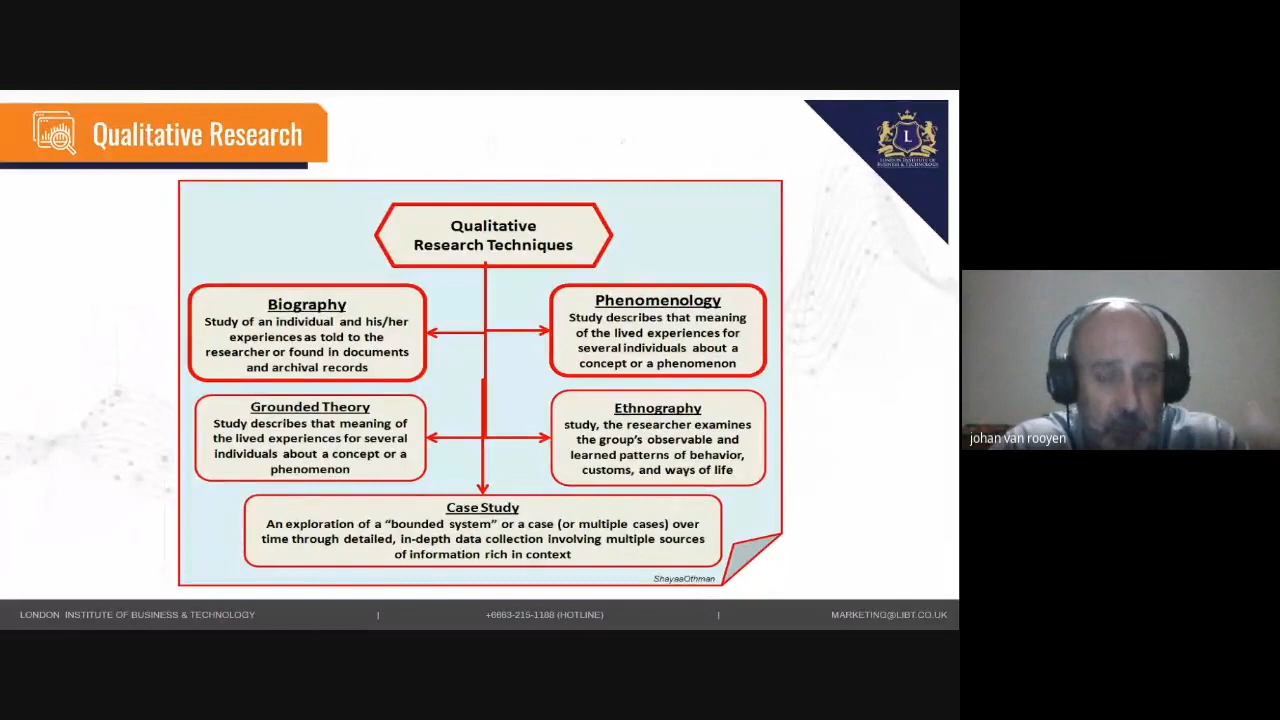 Qualitative Research
L
LONDON INSTITUTE OF
BUSINESS & TECHNOLOGY
Qualitative
Research Techniques
Biography
Study of an individual and his/her
experiences as told to the
researcher or found in documents
and archival records
Phenomenology
Study describes that meaning
of the lived experiences for
several individuals about a
concept or a phenomenon
Grounded Theory
Study describes that meaning of
the lived experiences for several
individuals about a concept or a
phenomenon
Ethnography
study, the researcher examines
the group's observable and
learned patterns of behavior,
customs, and ways of life
Case Study
An exploration of a “bounded system” or a case (or multiple cases) over
time through detailed, in-depth data collection involving multiple sources
of information rich in context
ShayaaOthman
johan van rooyen
LONDON INSTITUTE OF BUSINESS & TECHNOLOGY | +6663-215-1188 (HOTLINE) | MARKETING@LIBT.CO.UK